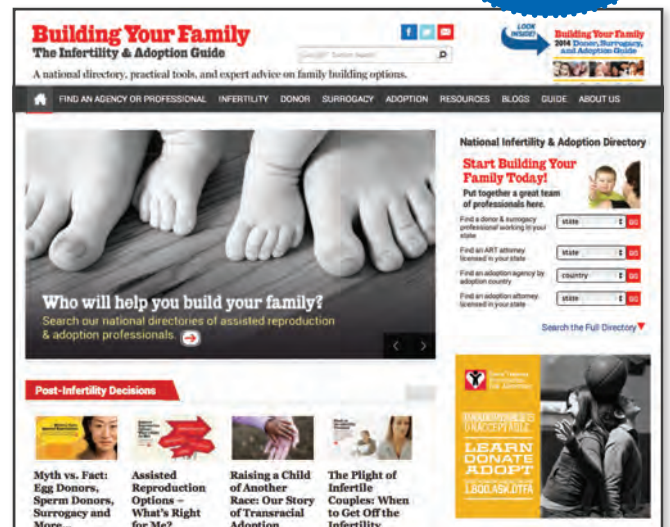 Building Your Family
The Infertility & Adoption Guide
A national directory, practical tools, and expert advice on family building options.
LOOK
INSIDE!
Building Your Family
2014 Donor, Surrogacy,
and Adoption Guide
FIND AN AGENCY OR PROFESSIONAL INFERTILITY DONOR SURROGACY ADOPTION RESOURCES BLOGS GUIDE ABOUT US
Who will help you build your family?
Search our national directories of assisted reproduction
& adoption professionals.
National Infertility & Adoption Directory
Start Building Your
Family Today!
Put together a great team
of professionals here.
Find a donor & surrogacy
professional working in your
state
state GO
Find an ART attorney
licensed in your state
state GO
Find an adoption agency by
adoption country
country GO
Find an adoption attorney
licensed in your state
state GO
Search the Full Directory
Post-Infertility Decisions
Myth vs. Fact:
Egg Donors,
Sperm Donors,
Surrogacy and
More...
Assisted
Reproduction
Options –
What's Right
for Me?
Raising a Child
of Another
Race: Our Story
of Transracial
Adoption
The Plight of
Infertile
Couples: When
to Get Off the
Infertility
UNACCEPTABLE
LEARN
DONATE
ADOPT
1.800.ASK.DTFA